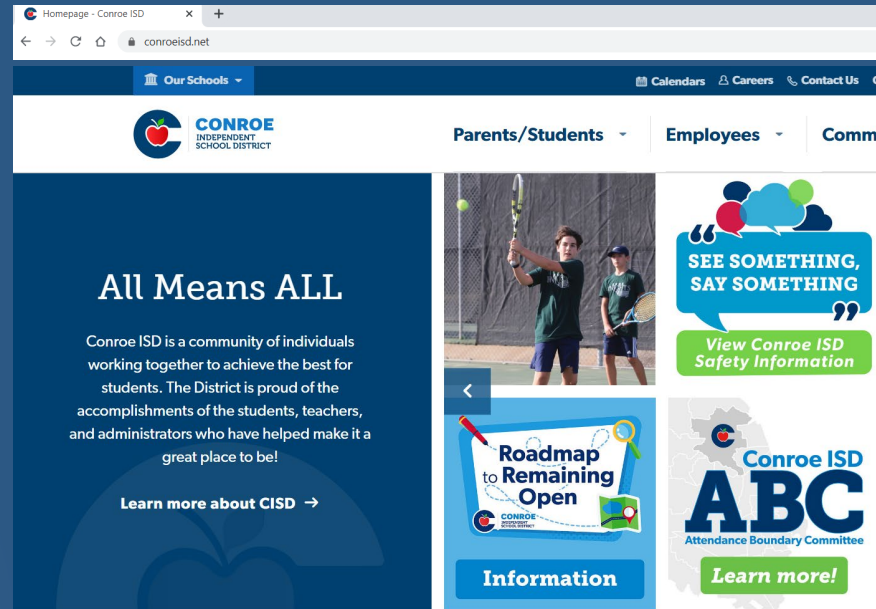 Homepage - Conroe ISD
conroeisd.net
Our Schools
Calendars
Careers
Contact Us
CONROE
INDEPENDENT
SCHOOL DISTRICT
Parents/Students
Employees
Comm
All Means ALL
Conroe ISD is a community of individuals
working together to achieve the best for
students. The District is proud of the
accomplishments of the students, teachers,
and administrators who have helped make it a
great place to be!
Learn more about CISD →
“
SEE SOMETHING,
SAY SOMETHING
”
View Conroe ISD
Safety Information
Roadmap
to Remaining
Open
CONROE
INDEPENDENT
SCHOOL DISTRICT
Information
Conroe ISD
ABC
Attendance Boundary Committee
Learn more!